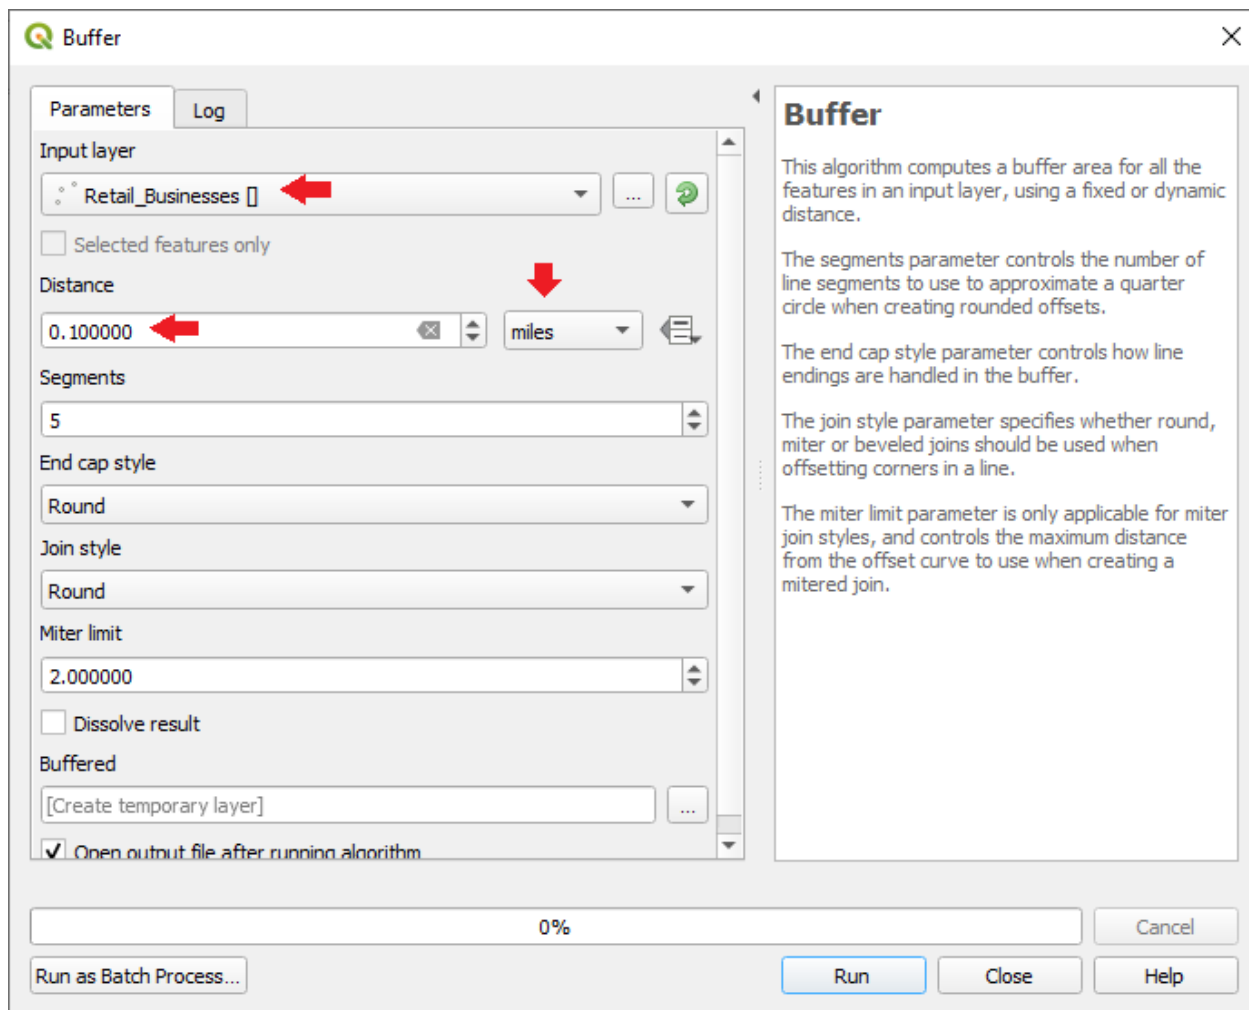 Buffer
Parameters
Log
Input layer
Retail_Businesses []
...
Selected features only
Distance
0.100000
miles
Segments
5
End cap style
Round
Join style
Round
Miter limit
2.000000
Dissolve result
Buffered
[Create temporary layer]
...
Open output file after running algorithm
Buffer
This algorithm computes a buffer area for all the
features in an input layer, using a fixed or dynamic
distance.
The segments parameter controls the number of
line segments to use to approximate a quarter
circle when creating rounded offsets.
The end cap style parameter controls how line
endings are handled in the buffer.
The join style parameter specifies whether round,
miter or beveled joins should be used when
offsetting corners in a line.
The miter limit parameter is only applicable for miter
join styles, and controls the maximum distance
from the offset curve to use when creating a
mitered join.
0%
Cancel
Run as Batch Process...
Run
Close
Help